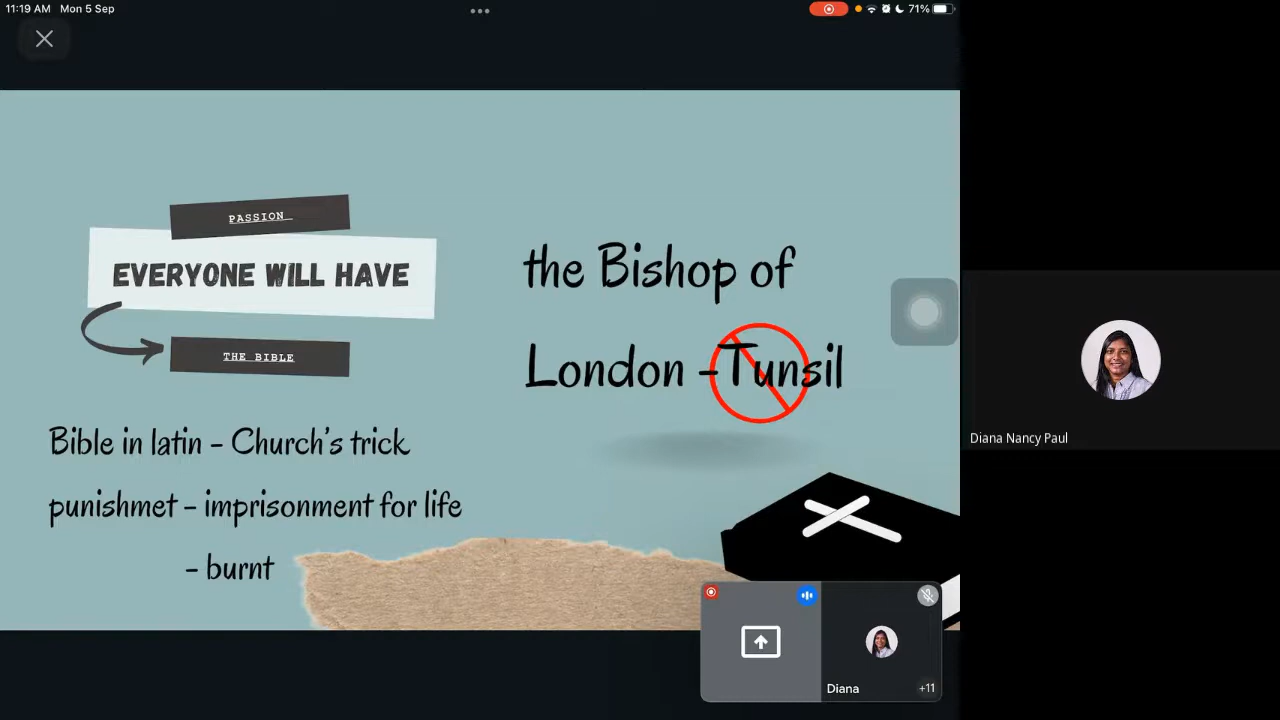 11:19 AM Mon 5 Sep
71%
PASSION
EVERYONE WILL HAVE
THE BIBLE
Bible in latin - Church's trick
punishmet - imprisonment for life
- burnt
the Bishop of
London -Tunsil
Diana
+11
Diana Nancy Paul